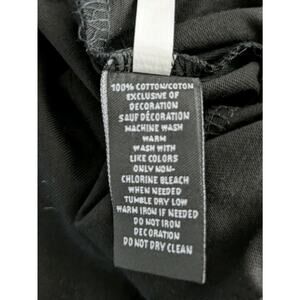 100% COTTON/COTON
EXCLUSIVE OF
DECORATION
SAUF DÉCORATION
MACHINE WASH
WARM
WASH WITH
LIKE COLORS
ONLY NON-
CHLORINE BLEACH
WHEN NEEDED
TUMBLE DRY LOW
WARM IRON IF NEEDED
DO NOT IRON
DECORATION
DO NOT DRY CLEAN